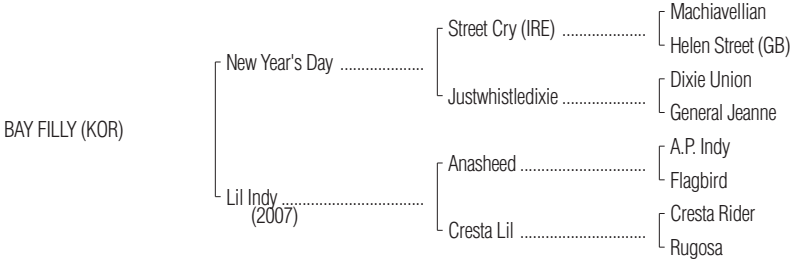 Machiavellian
Street Cry (IRE) ....................
Helen Street (GB)
New Year's Day ....................
Dixie Union
Justwhistledixie ....................
General Jeanne
BAY FILLY (KOR)
A.P. Indy
Anasheed ..............................
Flagbird
Lil Indy ..................................
(2007)
Cresta Rider
Cresta Lil ..............................
Rugosa